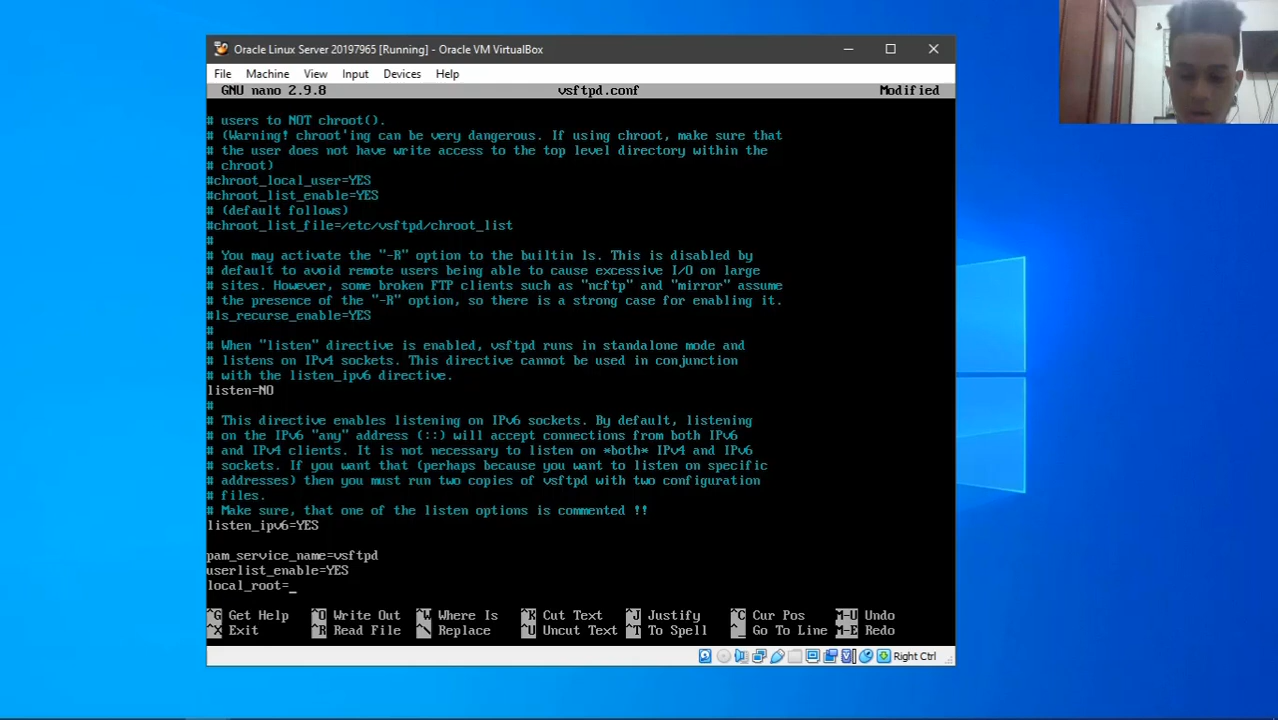 Oracle Linux Server 20197965 [Running] - Oracle VM VirtualBox
File Machine View Input Devices Help
GNU nano 2.9.8 vsftpd.conf Modified
# users to NOT chroot().
# (Warning! chroot'ing can be very dangerous. If using chroot, make sure that
# the user does not have write access to the top level directory within the
# chroot)
#chroot_local_user=YES
#chroot_list_enable=YES
# (default follows)
#chroot_list_file=/etc/vsftpd/chroot_list
#
# You may activate the "-R" option to the builtin ls. This is disabled by
# default to avoid remote users being able to cause excessive I/O on large
# sites. However, some broken FTP clients such as "ncftp" and "mirror" assume
# the presence of the "-R" option, so there is a strong case for enabling it.
#ls_recurse_enable=YES
#
# When "listen" directive is enabled, vsftpd runs in standalone mode and
# listens on IPv4 sockets. This directive cannot be used in conjunction
# with the listen_ipv6 directive.
listen=NO
#
# This directive enables listening on IPv6 sockets. By default, listening
# on the IPv6 "any" address (::) will accept connections from both IPv6
# and IPv4 clients. It is not necessary to listen on *both* IPv4 and IPv6
# sockets. If you want that (perhaps because you want to listen on specific
# addresses) then you must run two copies of vsftpd with two configuration
# files.
# Make sure, that one of the listen options is commented !!
listen_ipv6=YES
pam_service_name=vsftpd
userlist_enable=YES
local_root=_
^G Get Help ^O Write Out ^W Where Is ^K Cut Text ^J Justify ^C Cur Pos M-U Undo
^X Exit ^R Read File ^\ Replace ^U Uncut Text ^T To Spell ^_ Go To Line M-E Redo
Right Ctrl